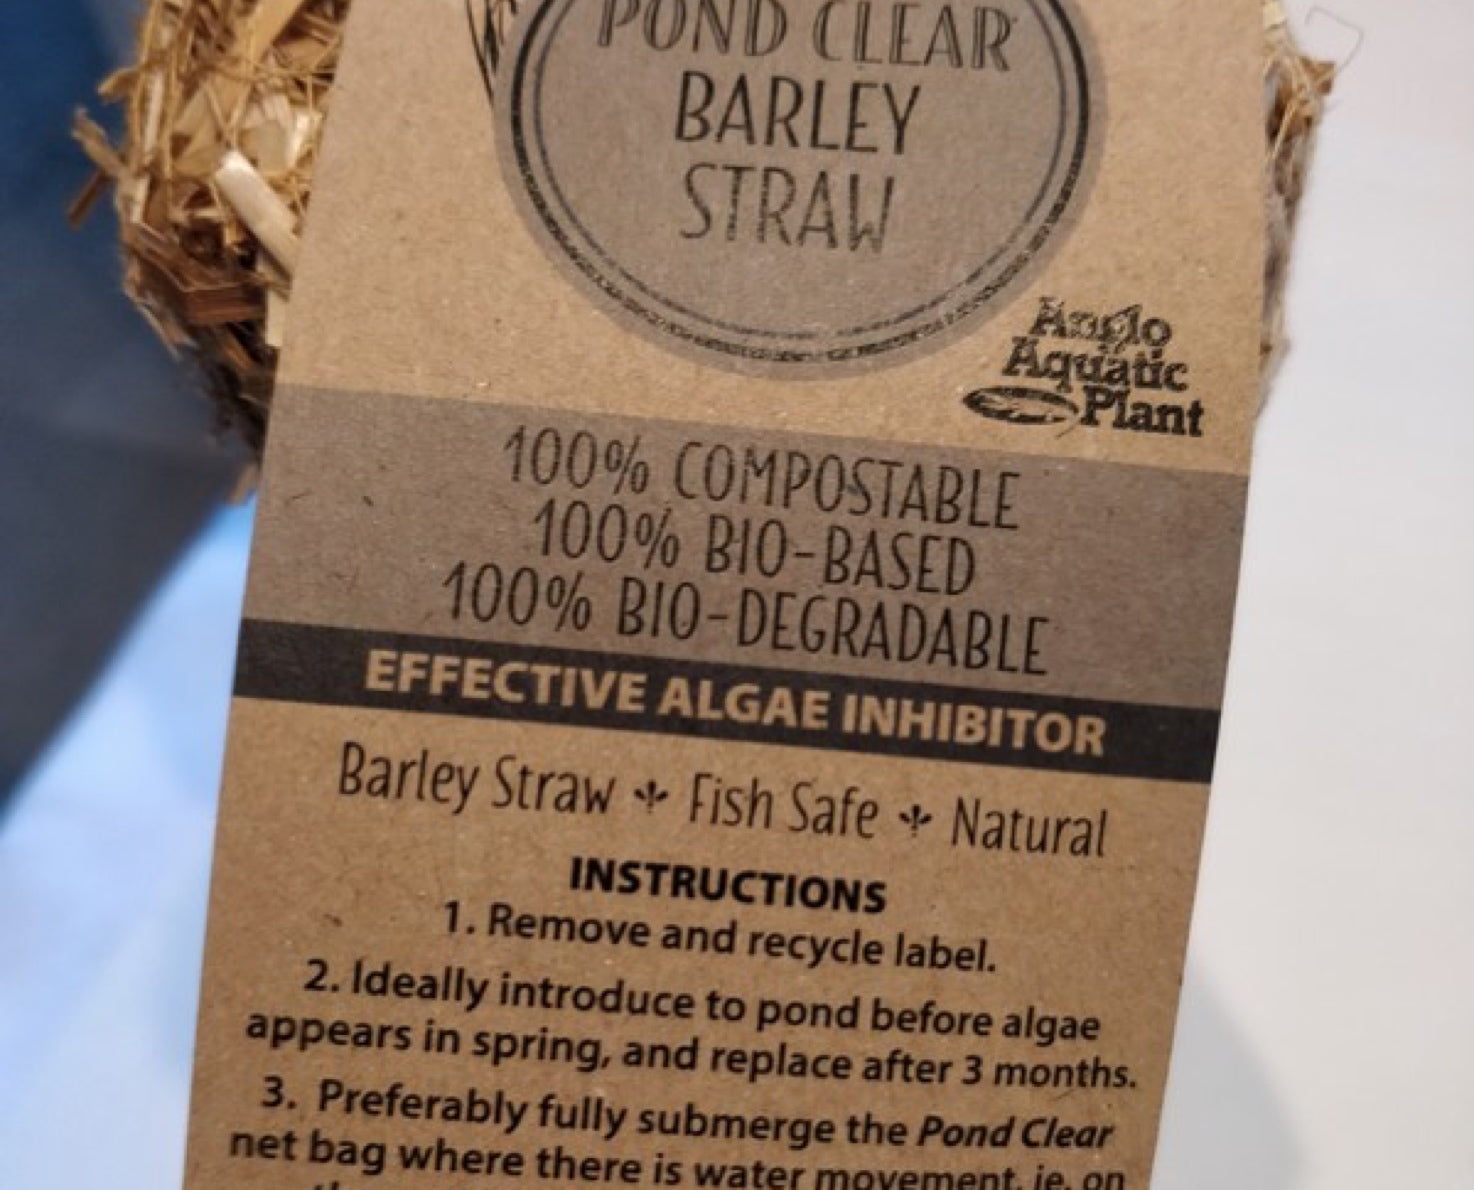 POND CLEAR
BARLEY
STRAW
Anglo
Aquatic
Plant
100% COMPOSTABLE
100% BIO-BASED
100% BIO-DEGRADABLE
EFFECTIVE ALGAE INHIBITOR
Barley Straw Fish Safe Natural
INSTRUCTIONS
1. Remove and recycle label.
2. Ideally introduce to pond before algae
appears in spring, and replace after 3 months.
3. Preferably fully submerge the Pond Clear
net bag where there is water movement, ie. on